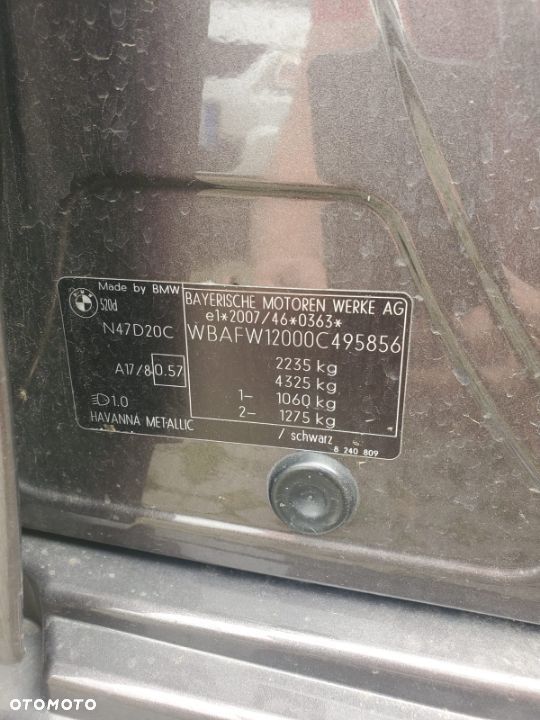 Made by BMW
BMW
520d
N47D20C
A17/8 0.57
1.0
HAVANNA METALLIC
BAYERISCHE MOTOREN WERKE AG
e1*2007/46*0363*
WBAFW12000C495856
2235 kg
4325 kg
1– 1060 kg
2– 1275 kg
/ schwarz
8 240 809
OTOMOTO